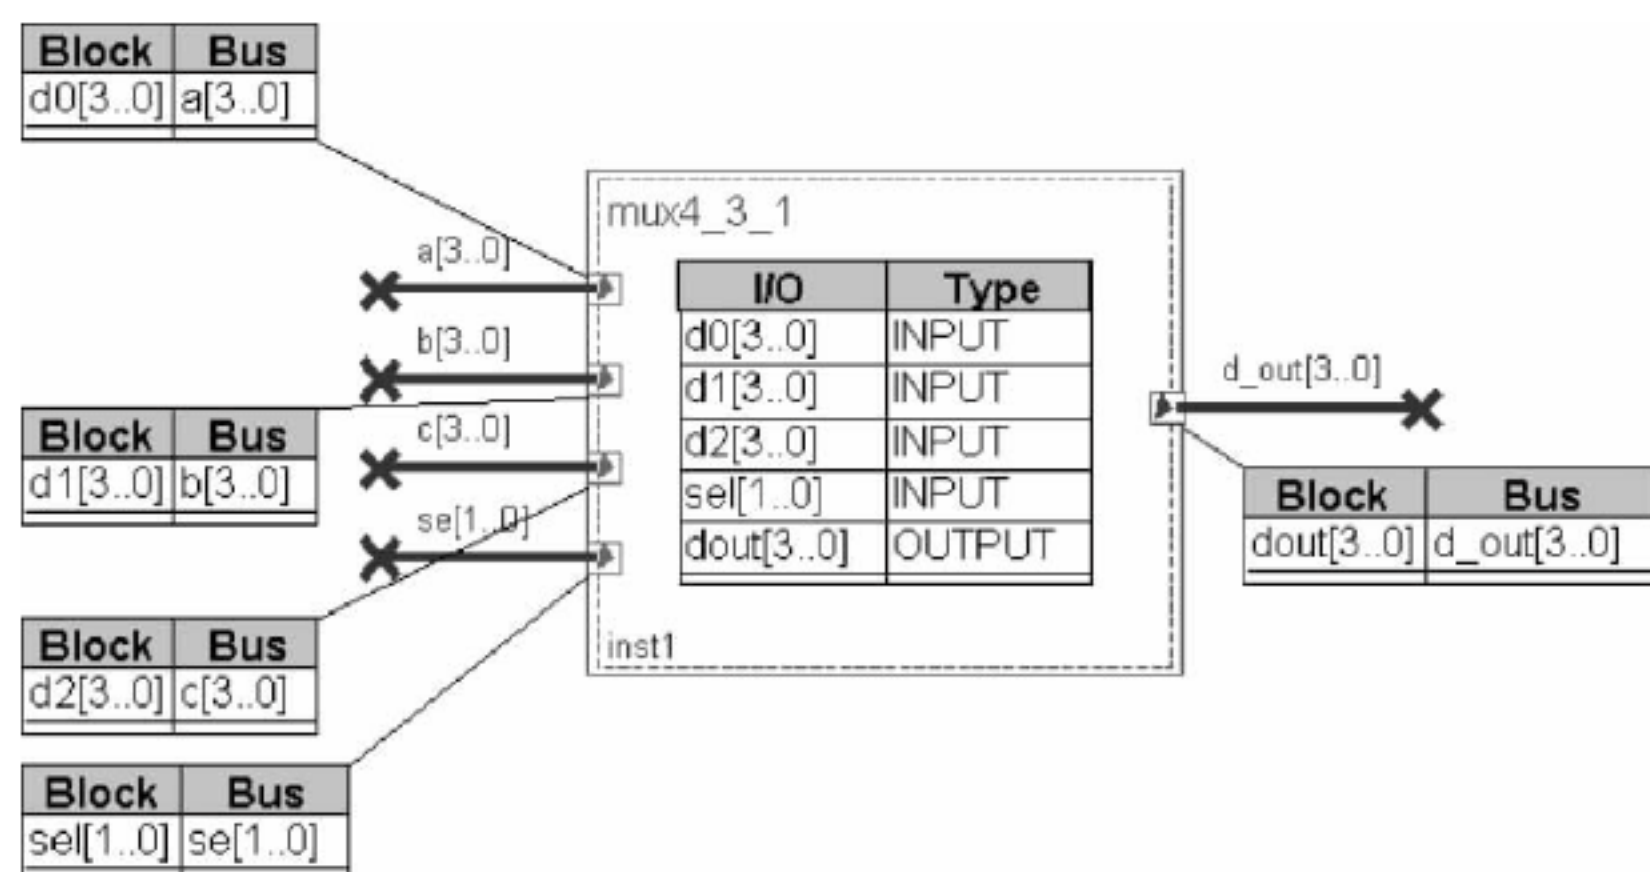 Block Bus
d0[3..0] a[3..0]
mux4_3_1
a[3..0]
b[3..0]
c[3..0]
se[1..0]
I/O Type
d0[3..0] INPUT
d1[3..0] INPUT
d2[3..0] INPUT
sel[1..0] INPUT
dout[3..0] OUTPUT
inst1
d_out[3..0]
Block Bus
d1[3..0] b[3..0]
Block Bus
dout[3..0] d_out[3..0]
Block Bus
d2[3..0] c[3..0]
Block Bus
sel[1..0] se[1..0]